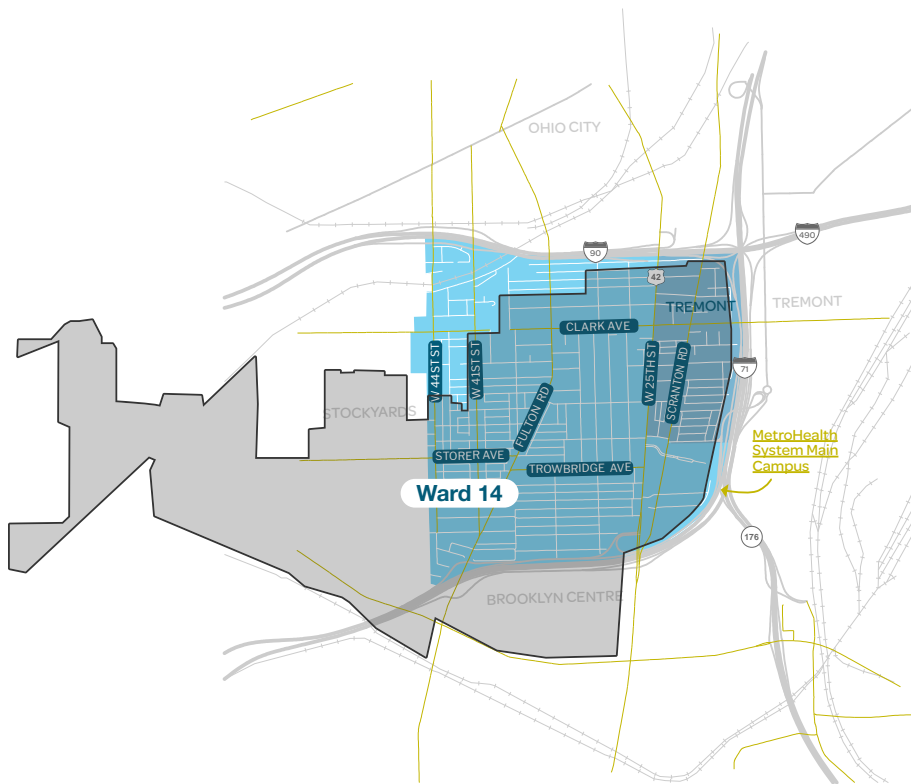 OHIO CITY
490
90
42
TREMONT
TREMONT
CLARK AVE
W 44ST ST
W 41ST ST
W 25TH ST
SCRANTON RD
71
STOCKYARDS
FULTON RD
MetroHealth
System Main
Campus
STORER AVE
TROWBRIDGE AVE
Ward 14
176
BROOKLYN CENTRE